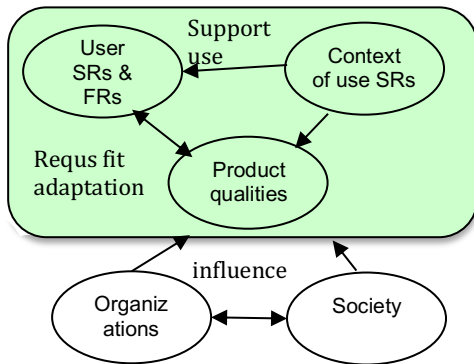 User
SRs &
FRs
Support
use
Context
of use SRs
Requs fit
adaptation
Product
qualities
influence
Organiz
ations
Society